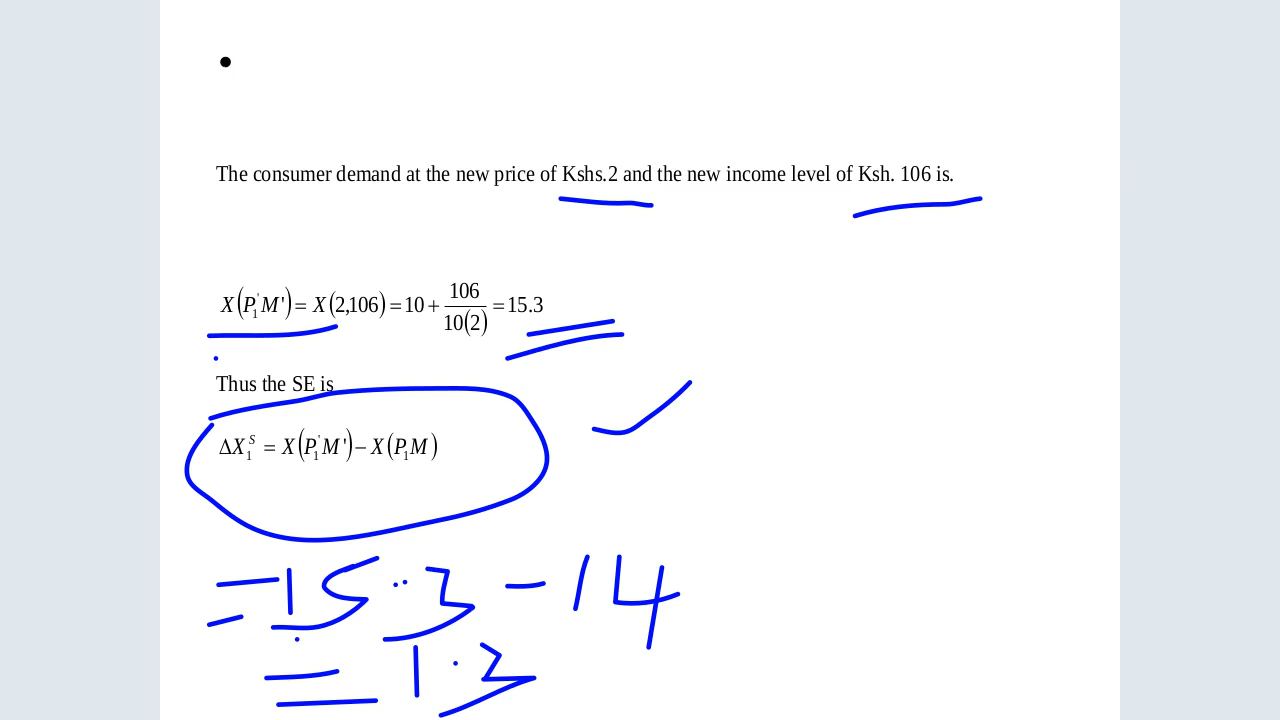 •
The consumer demand at the new price of Kshs.2 and the new income level of Ksh. 106 is.
X(P₁'M') = X(2,106) = 10 + 106/10(2) = 15.3
Thus the SE is
ΔX₁ˢ = X(P₁'M') − X(P₁M)
= 15.3 − 14
= 1.3